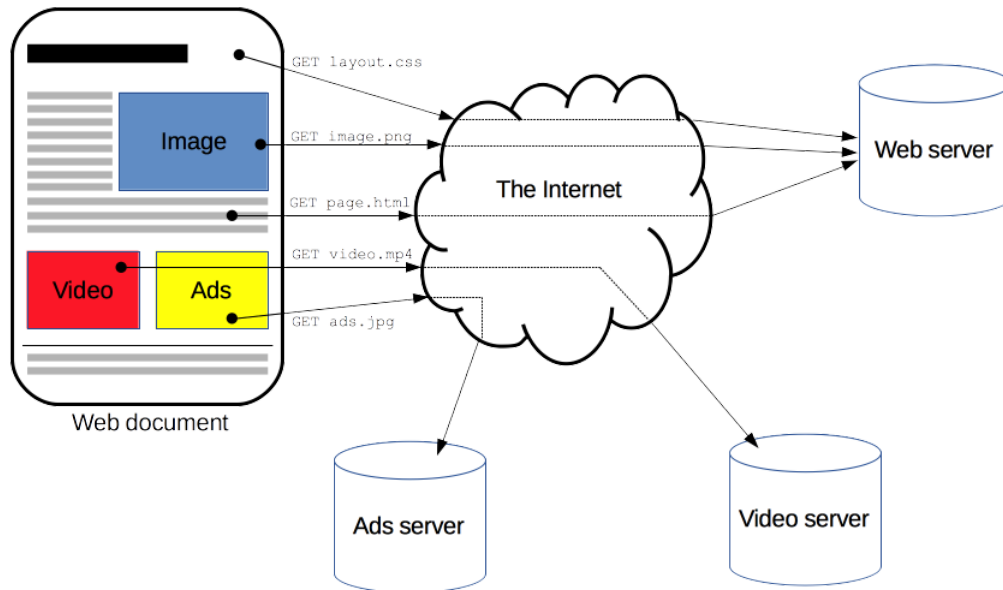 GET layout.css
Image
GET image.png
Web server
The Internet
GET page.html
GET video.mp4
Video
Ads
GET ads.jpg
Web document
Ads server
Video server